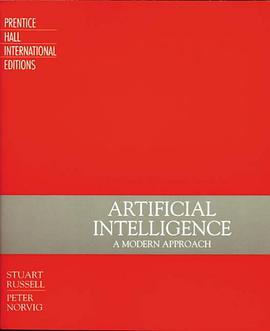 PRENTICE
HALL
INTERNATIONAL
EDITIONS
ARTIFICIAL
INTELLIGENCE
A MODERN APPROACH
STUART
RUSSELL
PETER
NORVIG